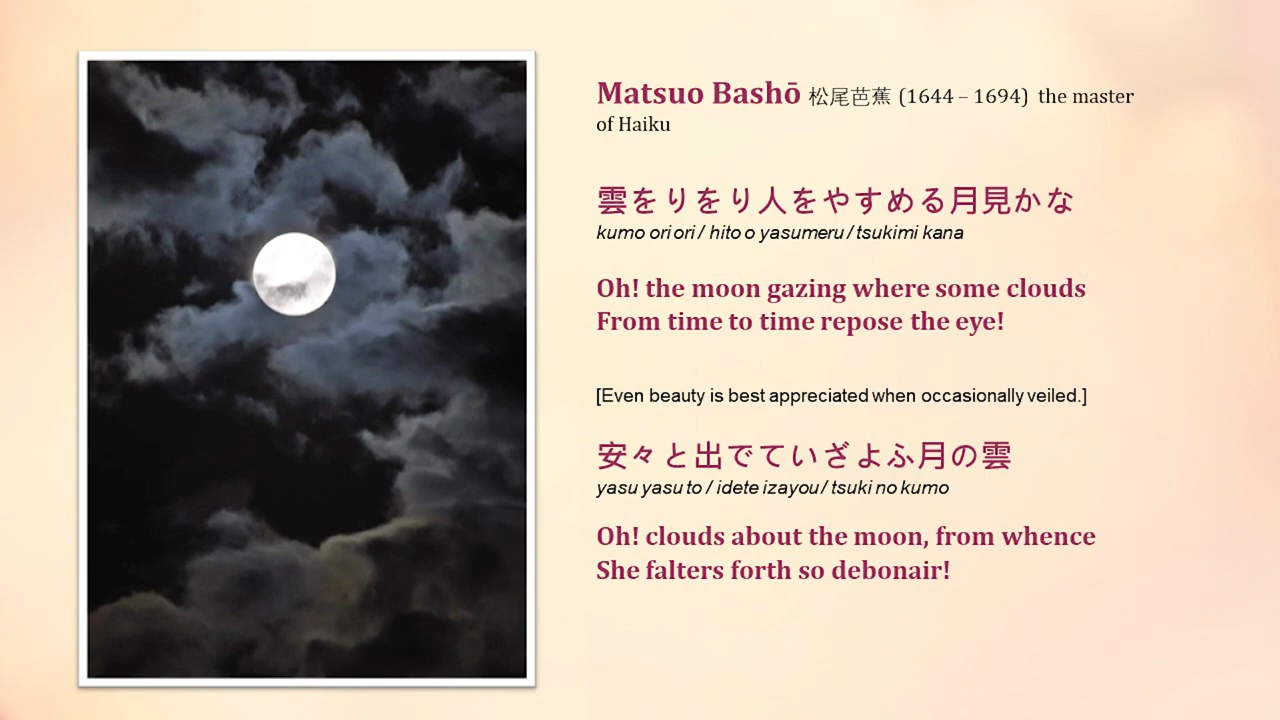 Matsuo Bashō 松尾芭蕉 (1644 – 1694) the master
of Haiku
雲をりをり人をやすめる月見かな
kumo ori ori / hito o yasumeru / tsukimi kana
Oh! the moon gazing where some clouds
From time to time repose the eye!
[Even beauty is best appreciated when occasionally veiled.]
安々と出でていざよふ月の雲
yasu yasu to / idete izayou / tsuki no kumo
Oh! clouds about the moon, from whence
She falters forth so debonair!